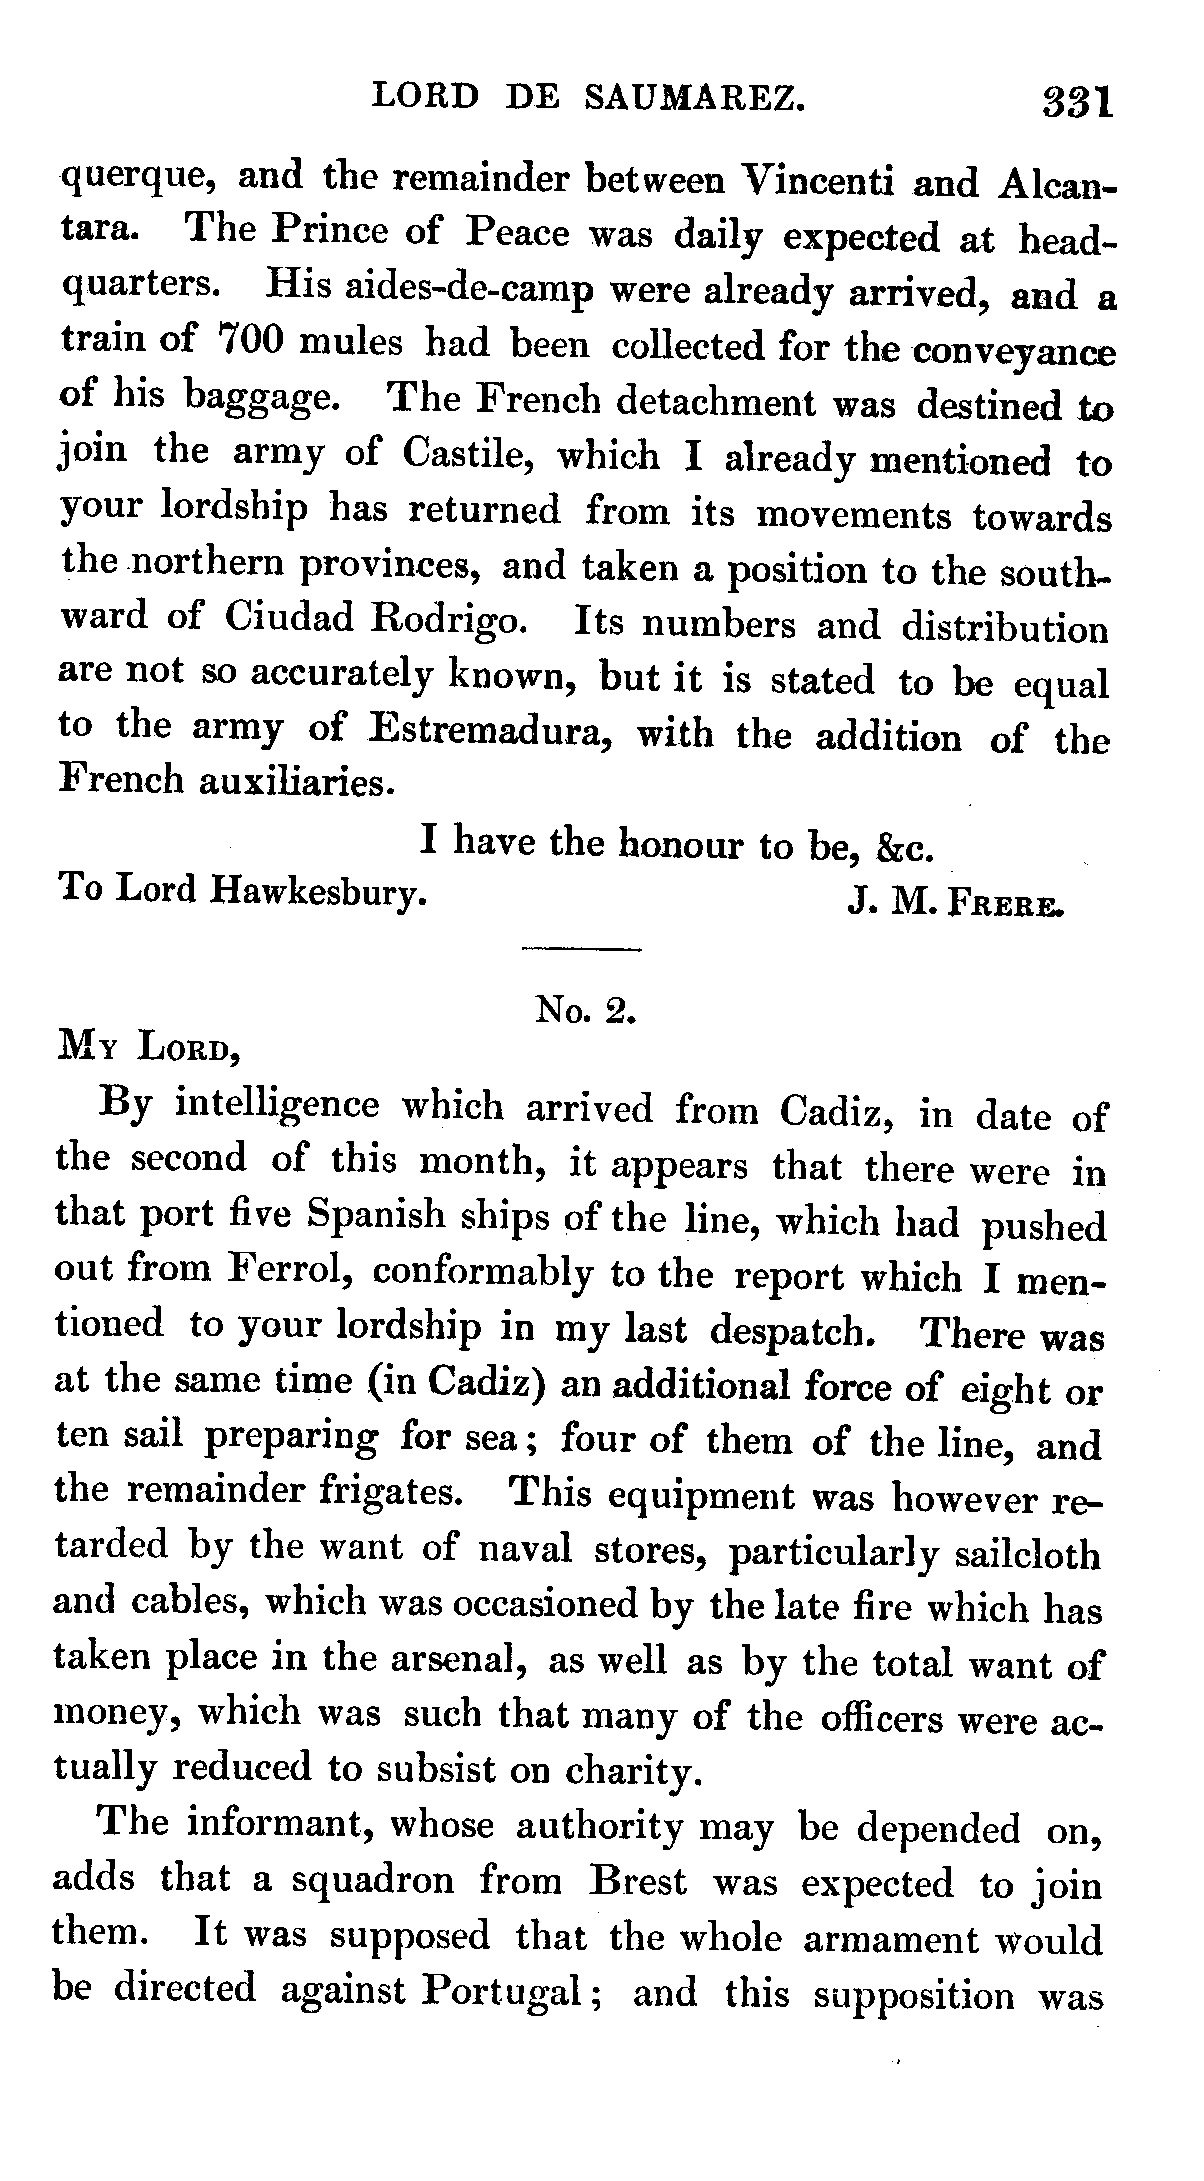 LORD DE SAUMAREZ. 331
querque, and the remainder between Vincenti and Alcan-
tara. The Prince of Peace was daily expected at head-
quarters. His aides-de-camp were already arrived, and a
train of 700 mules had been collected for the conveyance
of his baggage. The French detachment was destined to
join the army of Castile, which I already mentioned to
your lordship has returned from its movements towards
the northern provinces, and taken a position to the south-
ward of Ciudad Rodrigo. Its numbers and distribution
are not so accurately known, but it is stated to be equal
to the army of Estremadura, with the addition of the
French auxiliaries.
I have the honour to be, &c.
To Lord Hawkesbury. J. M. FRERE.
No. 2.
MY LORD,
By intelligence which arrived from Cadiz, in date of
the second of this month, it appears that there were in
that port five Spanish ships of the line, which had pushed
out from Ferrol, conformably to the report which I men-
tioned to your lordship in my last despatch. There was
at the same time (in Cadiz) an additional force of eight or
ten sail preparing for sea; four of them of the line, and
the remainder frigates. This equipment was however re-
tarded by the want of naval stores, particularly sailcloth
and cables, which was occasioned by the late fire which has
taken place in the arsenal, as well as by the total want of
money, which was such that many of the officers were ac-
tually reduced to subsist on charity.
The informant, whose authority may be depended on,
adds that a squadron from Brest was expected to join
them. It was supposed that the whole armament would
be directed against Portugal; and this supposition was